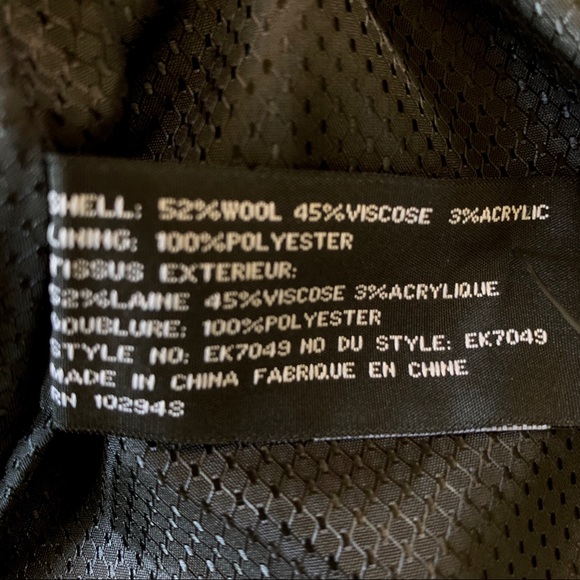 SHELL: 52%WOOL 45%VISCOSE 3%ACRYLIC
LINING: 100%POLYESTER
TISSUS EXTERIEUR:
52%LAINE 45%VISCOSE 3%ACRYLIQUE
DOUBLURE: 100%POLYESTER
STYLE NO: EK7049 NO DU STYLE: EK7049
MADE IN CHINA FABRIQUE EN CHINE
RN 102943